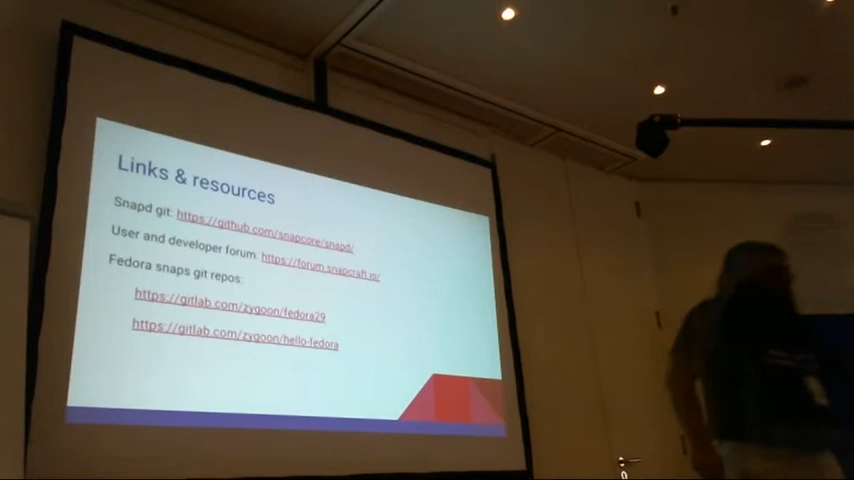 Links & resources
Snapd git: https://github.com/snapcore/snapd/
User and developer forum: https://forum.snapcraft.io/
Fedora snaps git repos:
https://gitlab.com/zygoon/fedora29
https://gitlab.com/zygoon/hello-fedora